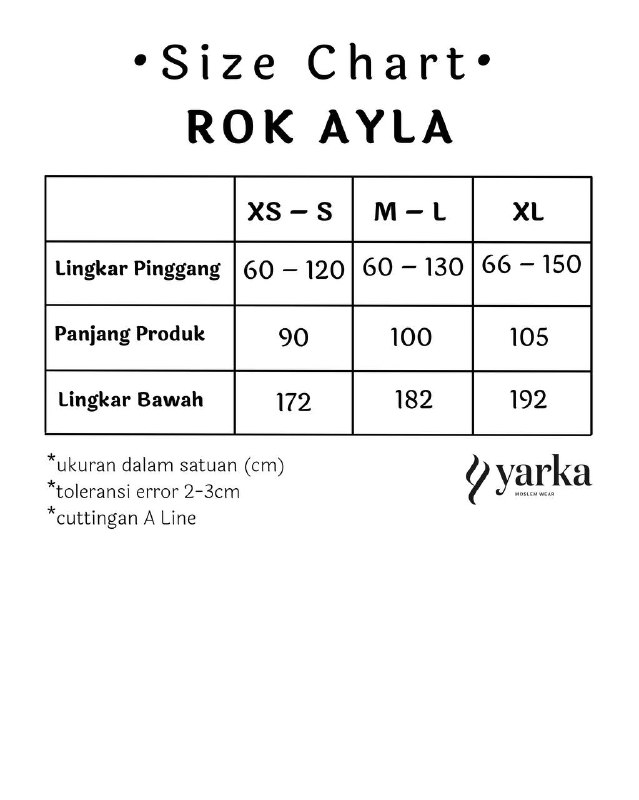 •Size Chart•
ROK AYLA
XS – S M – L XL
Lingkar Pinggang 60 – 120 60 – 130 66 – 150
Panjang Produk 90 100 105
Lingkar Bawah 172 182 192
*ukuran dalam satuan (cm)
*toleransi error 2-3cm
*cuttingan A Line
yarka
MOSLEM WEAR